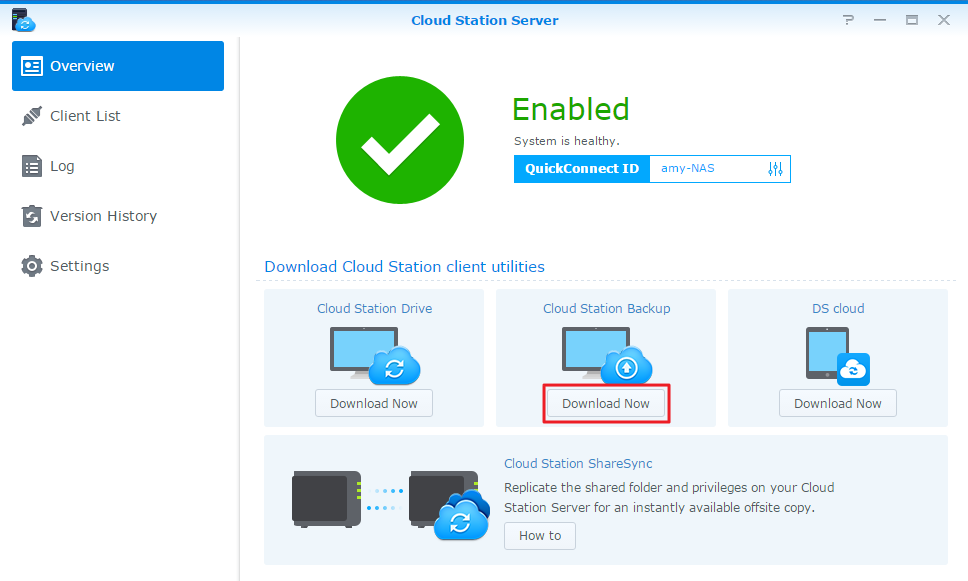 Cloud Station Server
Overview
Client List
Log
Version History
Settings
Enabled
System is healthy.
QuickConnect ID amy-NAS
Download Cloud Station client utilities
Cloud Station Drive
Download Now
Cloud Station Backup
Download Now
DS cloud
Download Now
Cloud Station ShareSync
Replicate the shared folder and privileges on your Cloud
Station Server for an instantly available offsite copy.
How to